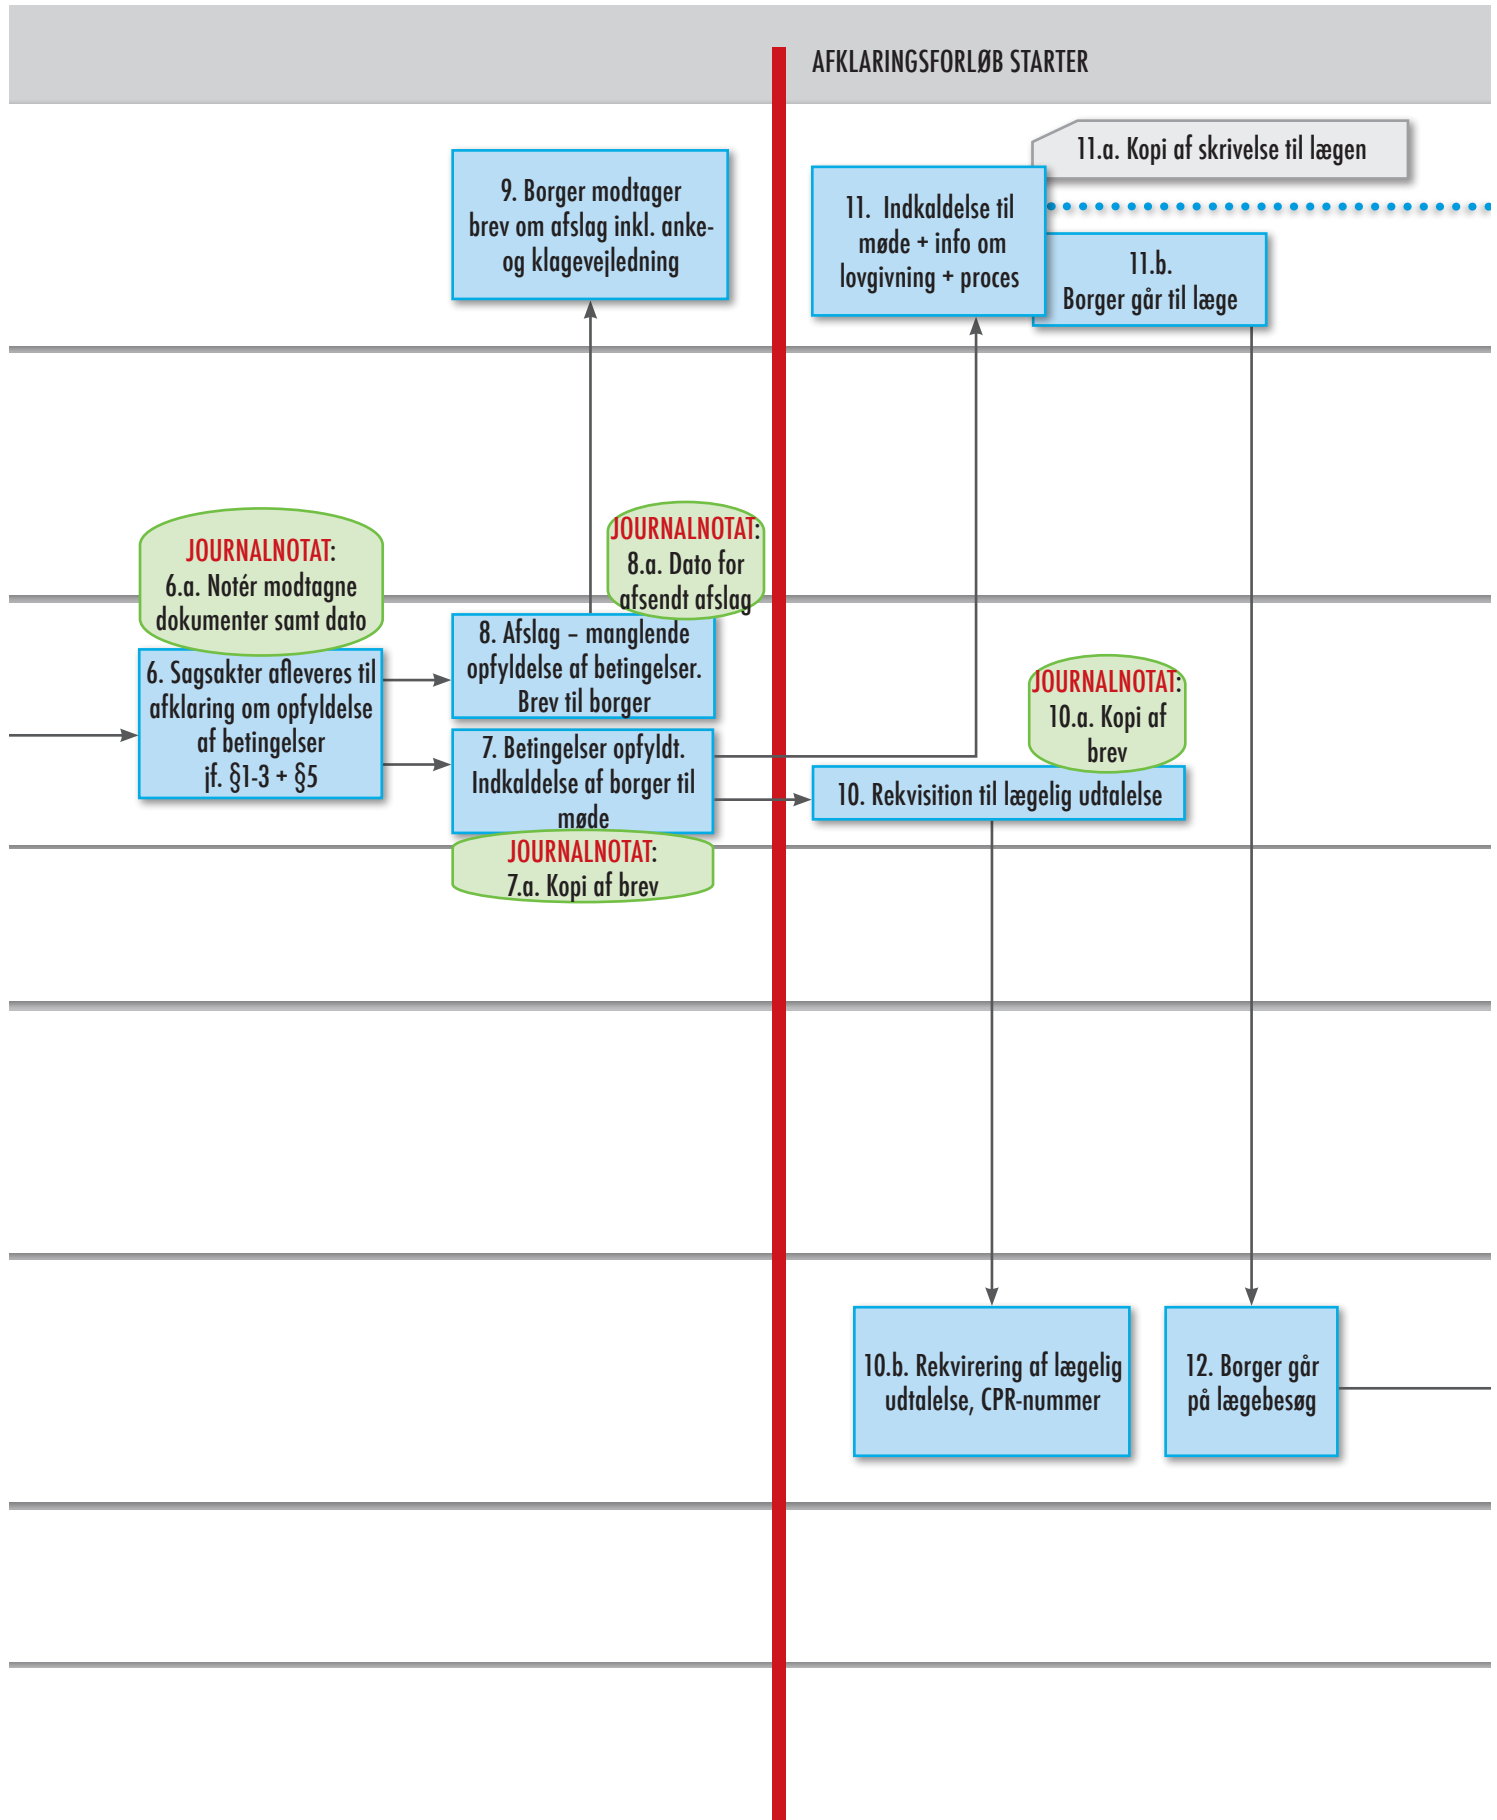 AFKLARINGSFORLØB STARTER
9. Borger modtager
brev om afslag inkl. anke-
og klagevejledning
11.a. Kopi af skrivelse til lægen
11. Indkaldelse til
møde + info om
lovgivning + proces
11.b.
Borger går til læge
JOURNALNOTAT:
6.a. Notér modtagne
dokumenter samt dato
6. Sagsakter afleveres til
afklaring om opfyldelse
af betingelser
jf. §1-3 + §5
JOURNALNOTAT:
8.a. Dato for
afsendt afslag
8. Afslag – manglende
opfyldelse af betingelser.
Brev til borger
7. Betingelser opfyldt.
Indkaldelse af borger til
møde
JOURNALNOTAT:
7.a. Kopi af brev
JOURNALNOTAT:
10.a. Kopi af
brev
10. Rekvisition til lægelig udtalelse
10.b. Rekvirering af lægelig
udtalelse, CPR-nummer
12. Borger går
på lægebesøg